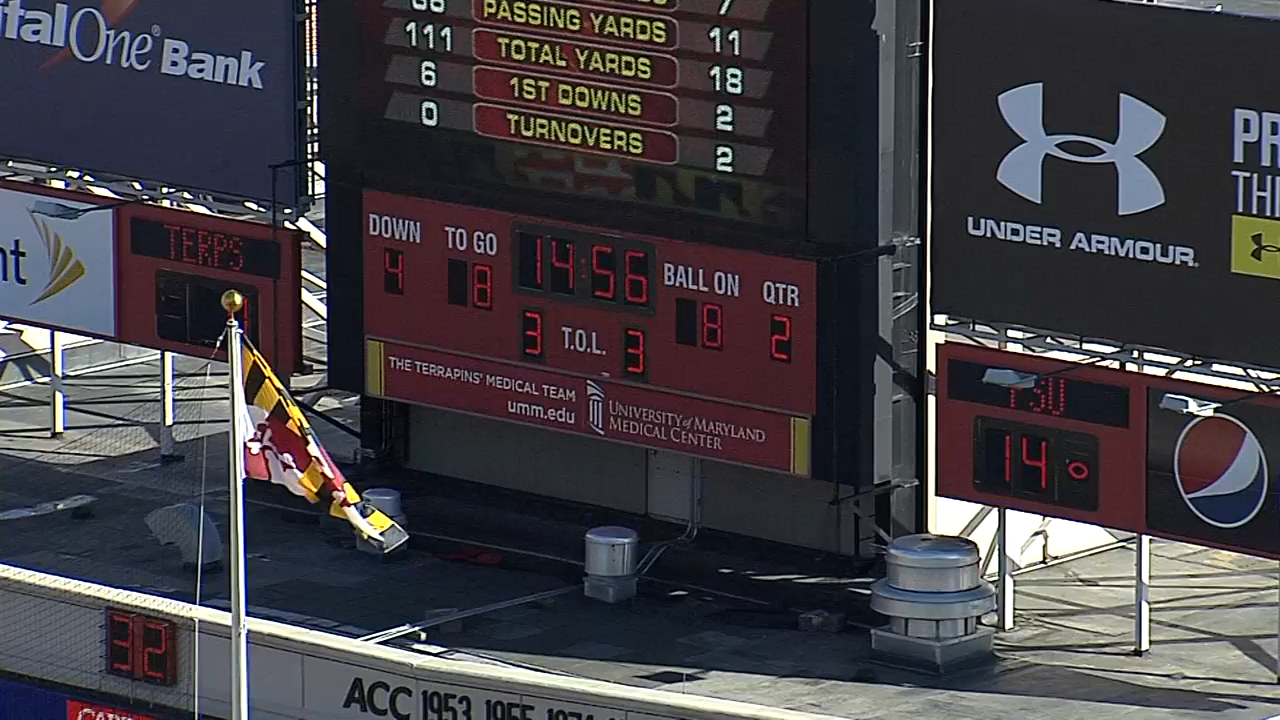 italOne® Bank
PASSING YARDS 7
111 TOTAL YARDS 11
6 1ST DOWNS 18
0 TURNOVERS 2
2
UNDER ARMOUR.
TERPS
DOWN TO GO 14:56 BALL ON QTR
4 8 8 2
3 T.O.L. 3
THE TERRAPINS' MEDICAL TEAM
umm.edu
UNIVERSITY of MARYLAND
MEDICAL CENTER
14
32
ACC 1953 1955